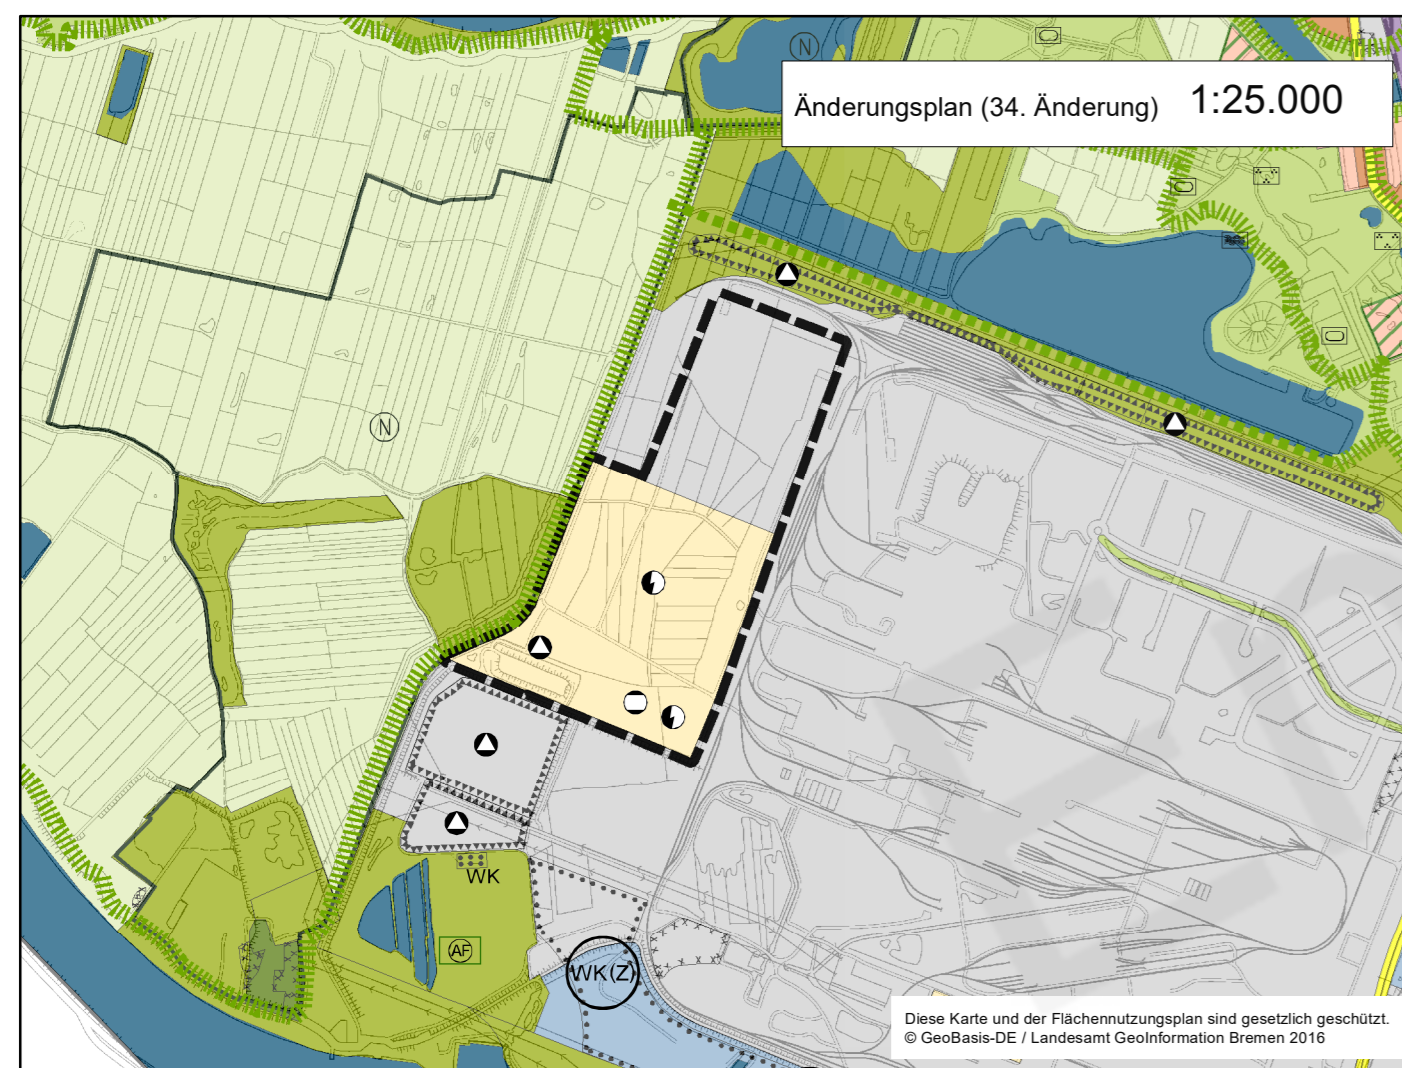 N
Änderungsplan (34. Änderung) 1:25.000
N
WK
AF
WK(Z)
Diese Karte und der Flächennutzungsplan sind gesetzlich geschützt.
© GeoBasis-DE / Landesamt GeoInformation Bremen 2016